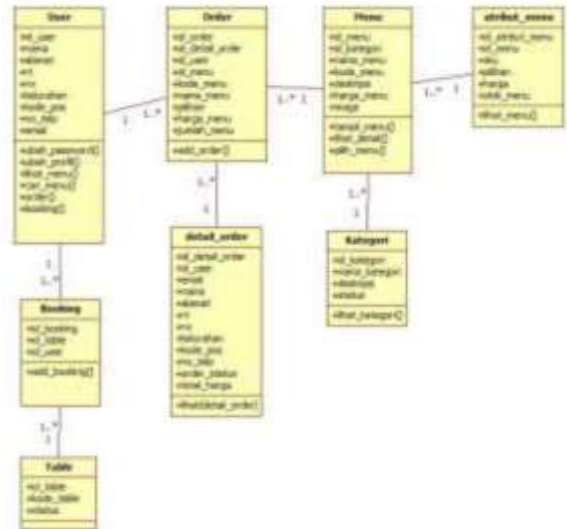 User
+id_user
+nama
+alamat
+rt
+rw
+kelurahan
+kode_pos
+no_telp
+email
+ubah_password()
+ubah_profil()
+lihat_menu()
+cari_menu()
+order()
+booking()
Order
+id_order
+id_detail_order
+id_user
+id_menu
+kode_menu
+nama_menu
+pilihan
+harga_menu
+jumlah_menu
+add_order()
Menu
+id_menu
+id_kategori
+nama_menu
+kode_menu
+deskripsi
+harga_menu
+image
+tampil_menu()
+lihat_detail()
+pilih_menu()
atribut_menu
+id_atribut_menu
+id_menu
+sku
+pilihan
+harga
+stok_menu
+lihat_menu()
1
1..*
1..*
1
1..*
1
1..*
1
1..*
1
detail_order
+id_detail_order
+id_user
+email
+nama
+alamat
+rt
+rw
+kelurahan
+kode_pos
+no_telp
+order_status
+total_harga
+lihat(detail_order)
Kategori
+id_kategori
+nama_kategori
+deskripsi
+status
+lihat_kategori()
1
1..*
Booking
+id_booking
+id_table
+id_user
+add_booking()
1..*
1
Table
+id_table
+kode_table
+status